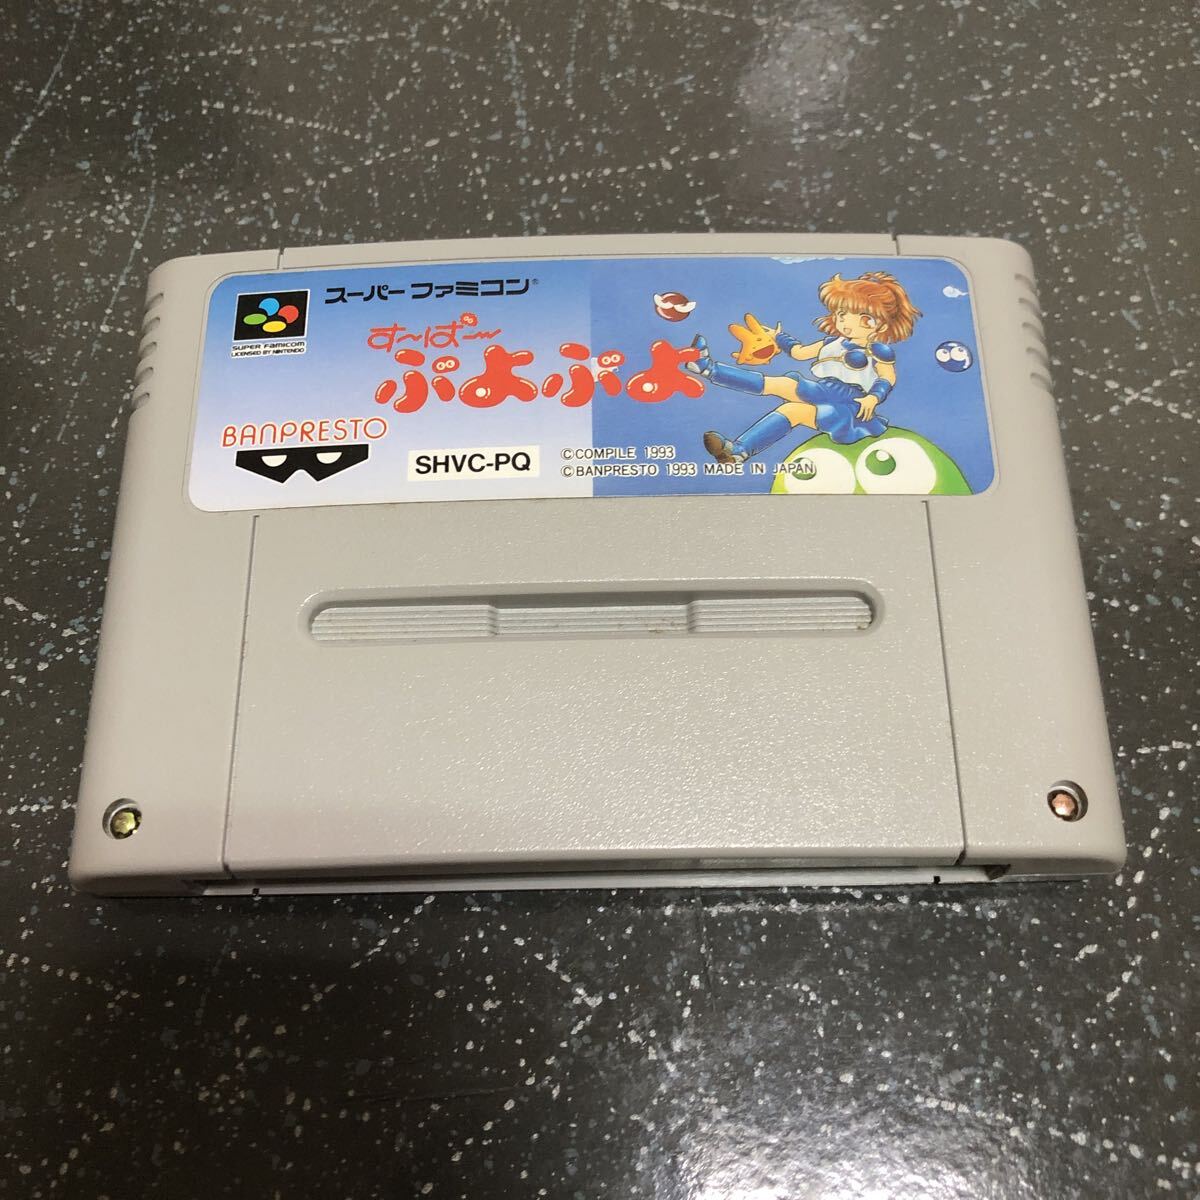 スーパーファミコン®
SUPER FAMICOM
LICENSED BY NINTENDO
す〜ぱ〜
ぷよぷよ
BANPRESTO
SHVC-PQ
©COMPILE 1993
©BANPRESTO 1993 MADE IN JAPAN